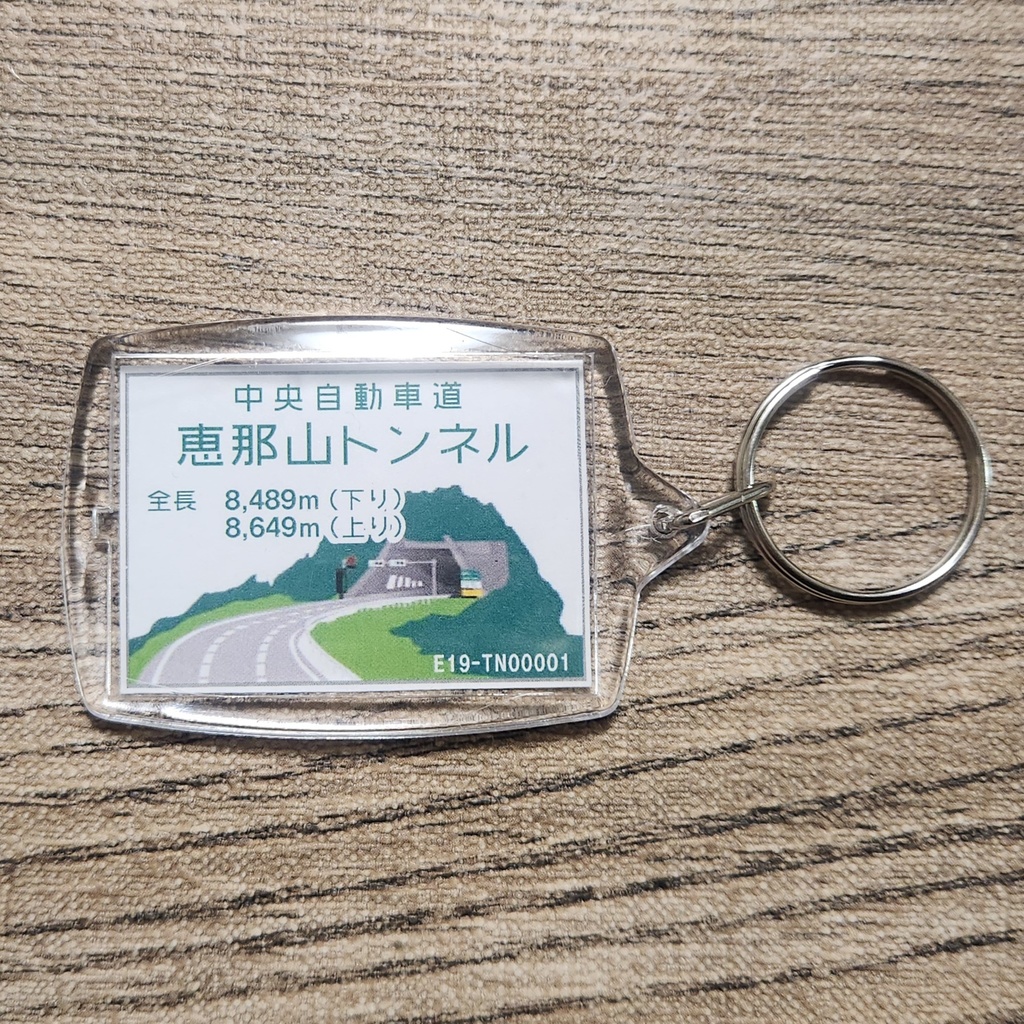 中央自動車道
恵那山トンネル
全長 8,489m(下り)
8,649m(上り)
E19-TN00001